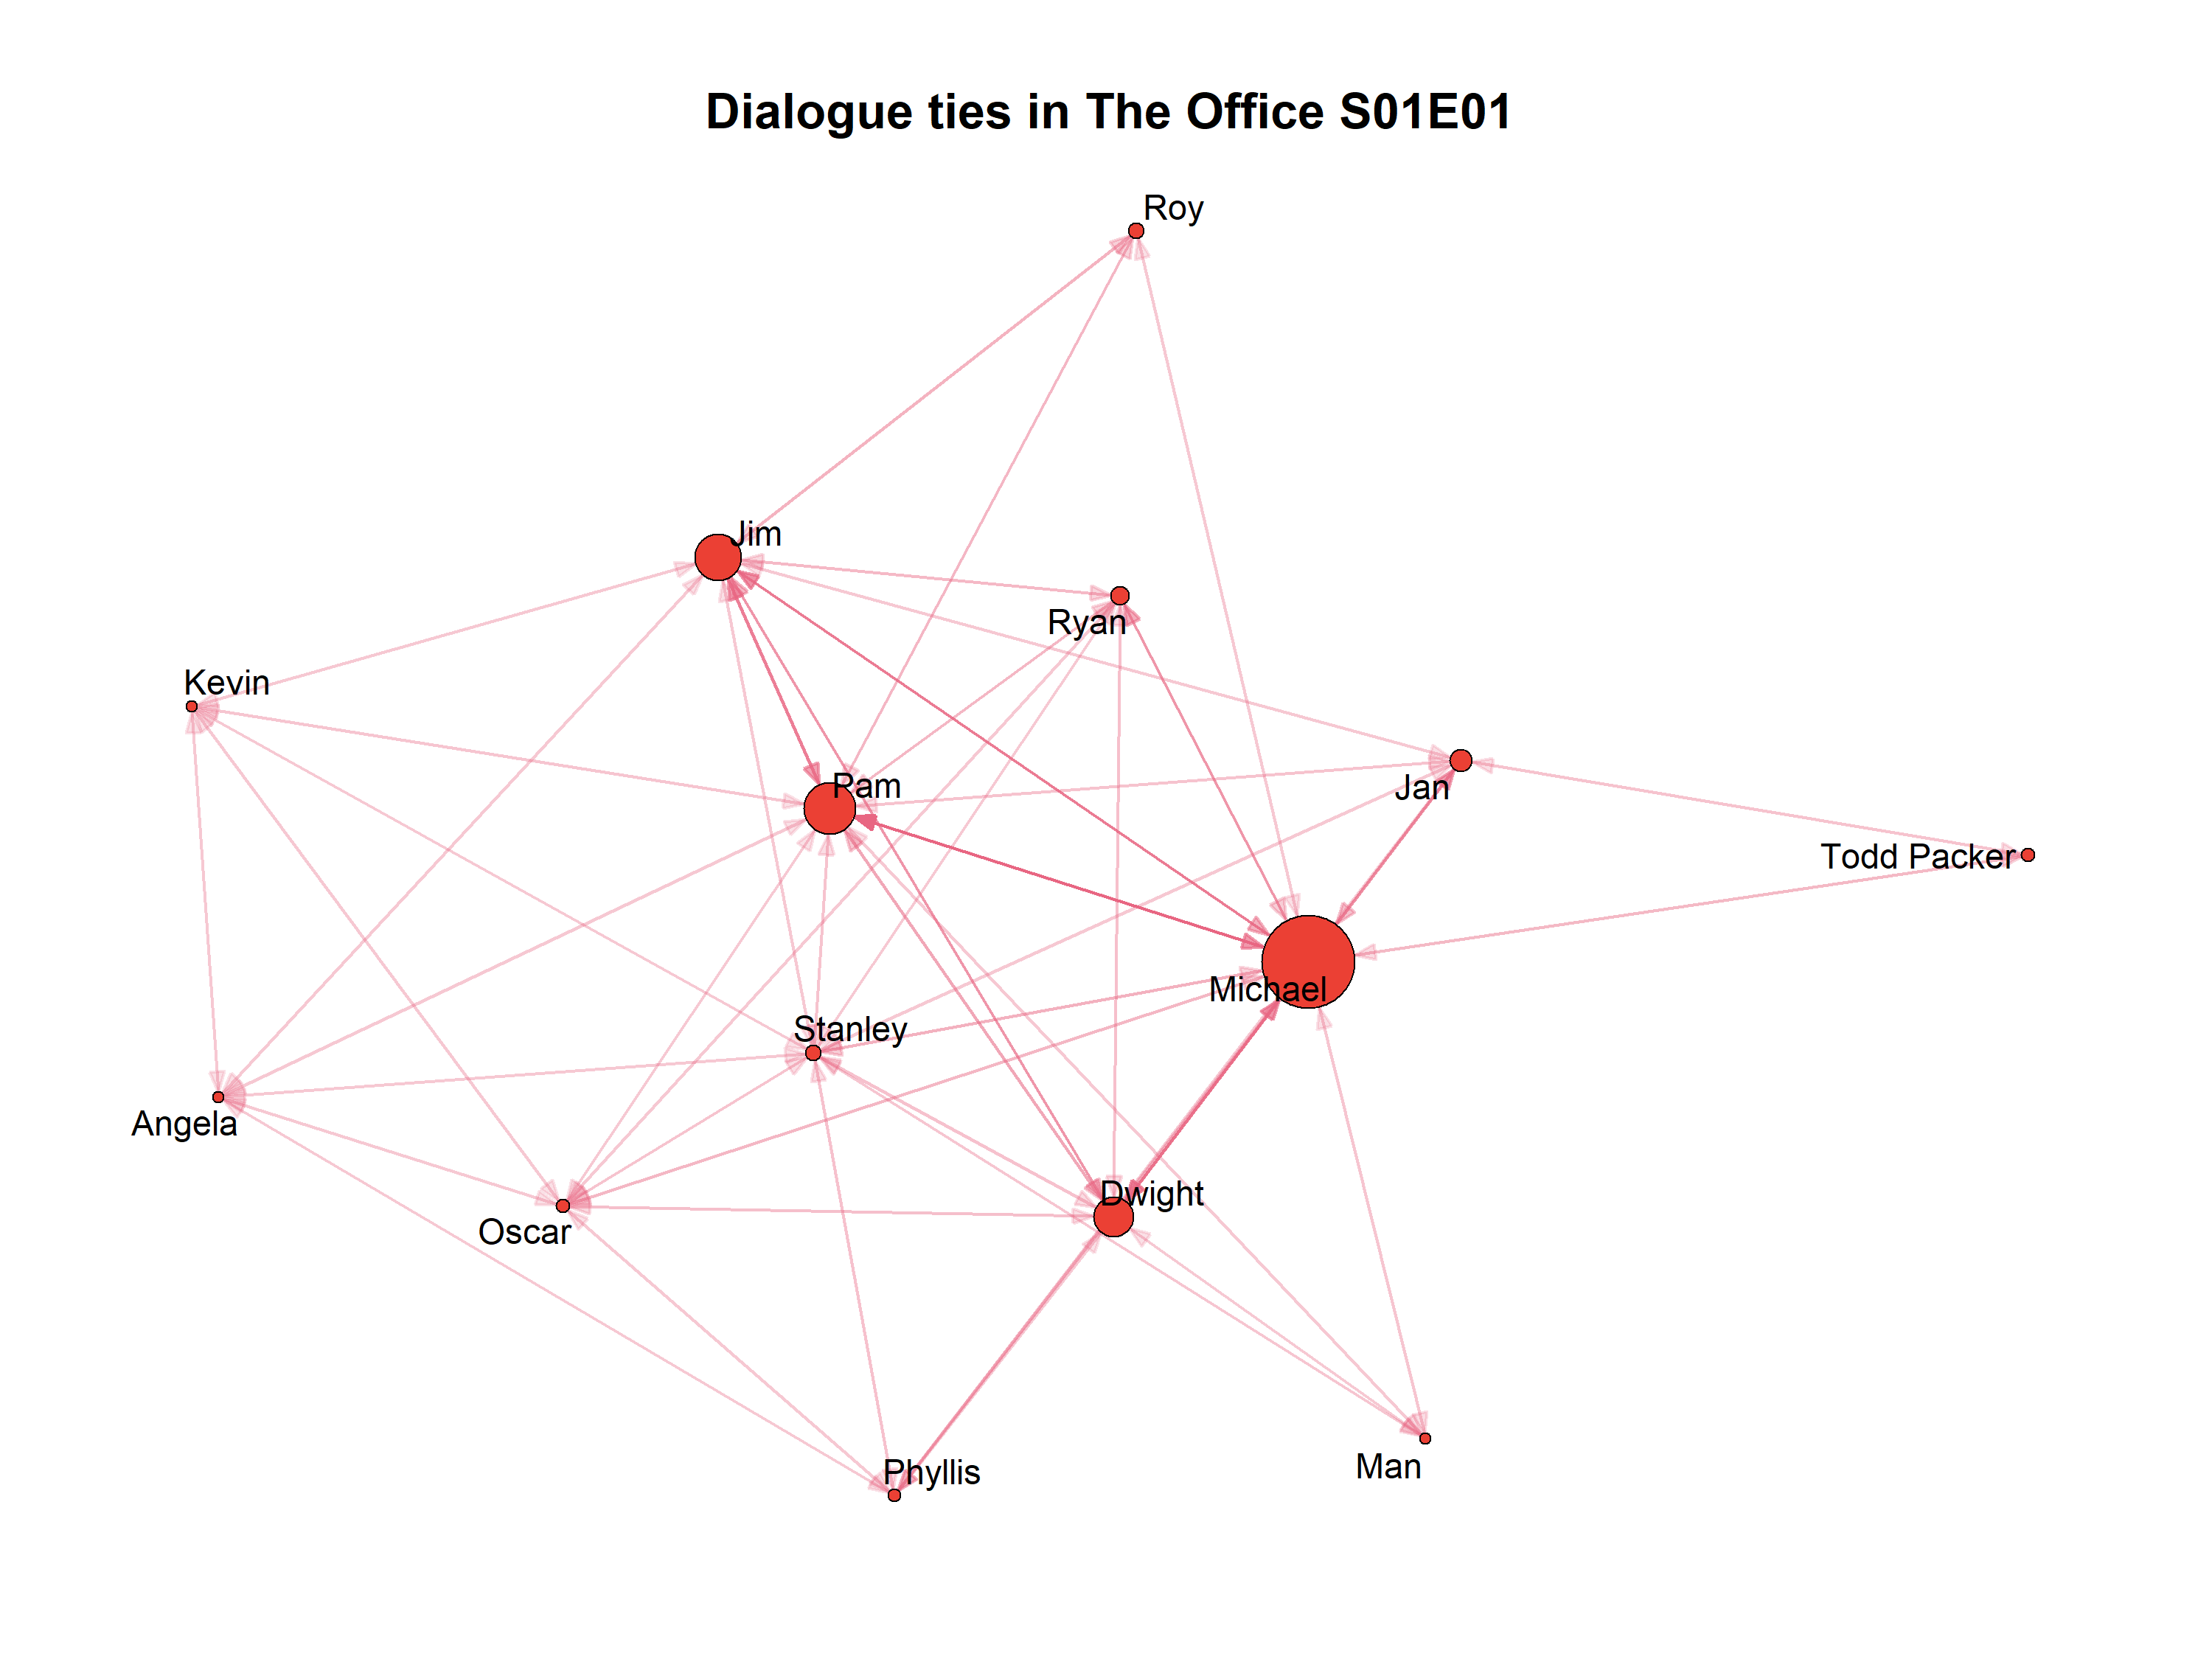 Dialogue ties in The Office S01E01
Roy
Jim
Ryan
Kevin
Pam
Jan
Todd Packer
Michael
Stanley
Angela
Dwight
Oscar
Man
Phyllis